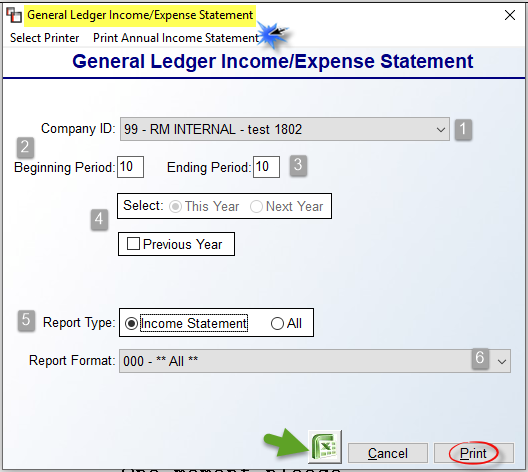 General Ledger Income/Expense Statement
Select Printer Print Annual Income Statement
General Ledger Income/Expense Statement
Company ID: 99 - RM INTERNAL - test 1802 1
2
Beginning Period: 10 Ending Period: 10 3
4 Select: This Year Next Year
Previous Year
5 Report Type: Income Statement All
Report Format: 000 - ** All ** 6
Cancel Print